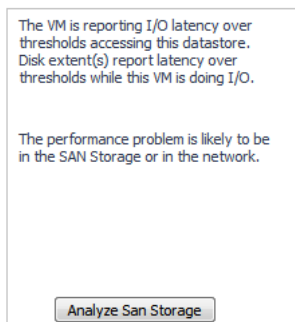 The VM is reporting I/O latency over
thresholds accessing this datastore.
Disk extent(s) report latency over
thresholds while this VM is doing I/O.
The performance problem is likely to be
in the SAN Storage or in the network.
Analyze San Storage